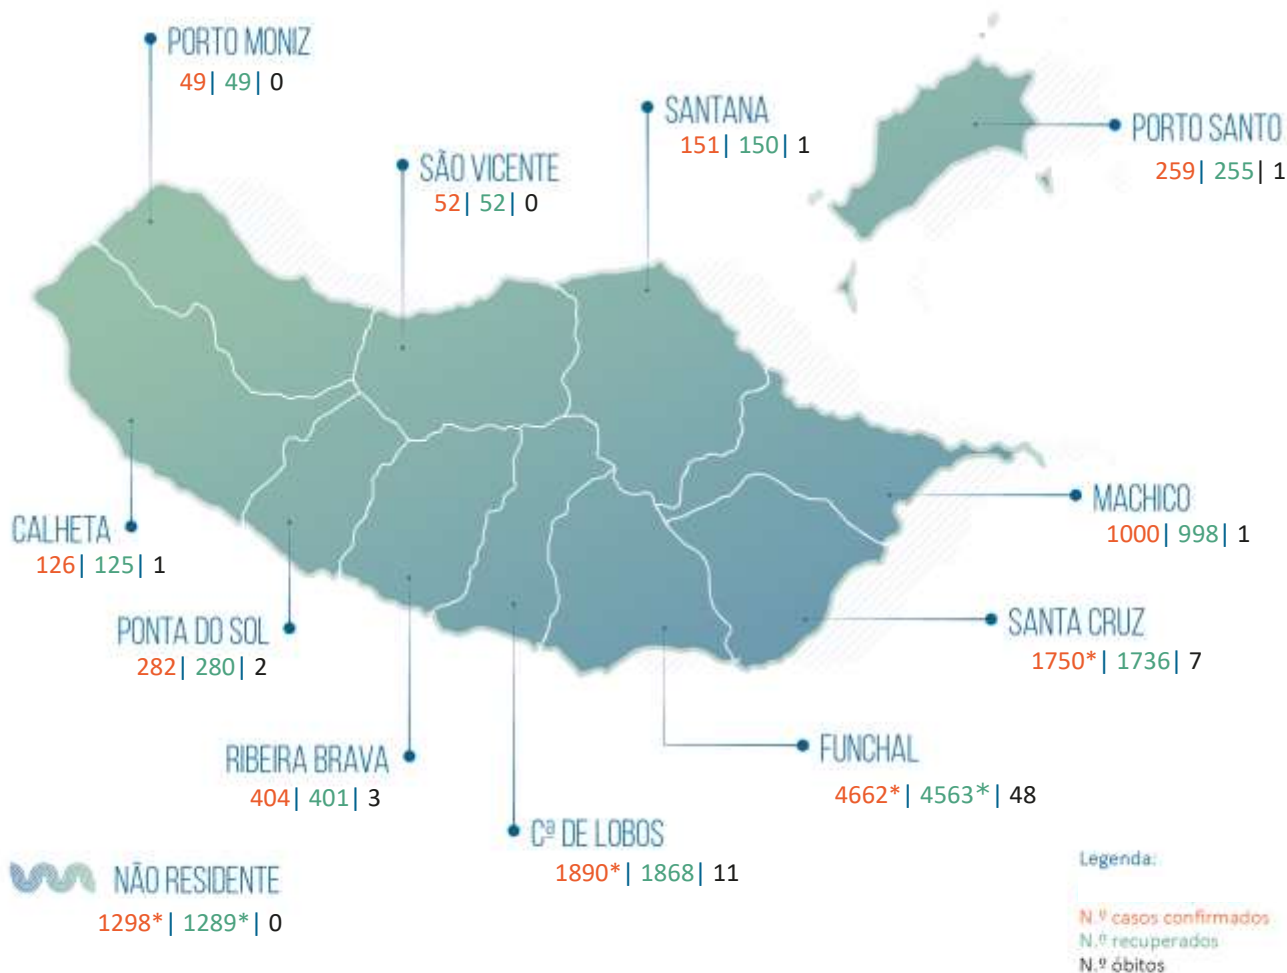 PORTO MONIZ
49| 49| 0
SANTANA
151| 150| 1
PORTO SANTO
259| 255| 1
SÃO VICENTE
52| 52| 0
MACHICO
1000| 998| 1
CALHETA
126| 125| 1
SANTA CRUZ
1750*| 1736| 7
PONTA DO SOL
282| 280| 2
FUNCHAL
4662*| 4563*| 48
RIBEIRA BRAVA
404| 401| 3
Cª DE LOBOS
1890*| 1868| 11
NÃO RESIDENTE
1298*| 1289*| 0
Legenda:
N.º casos confirmados
N.º recuperados
N.º óbitos